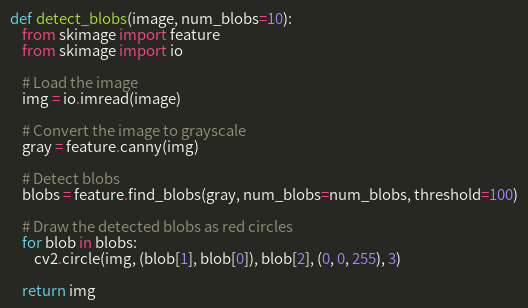 def detect_blobs(image, num_blobs=10):
    from skimage import feature
    from skimage import io

    # Load the image
    img = io.imread(image)

    # Convert the image to grayscale
    gray = feature.canny(img)

    # Detect blobs
    blobs = feature.find_blobs(gray, num_blobs=num_blobs, threshold=100)

    # Draw the detected blobs as red circles
    for blob in blobs:
        cv2.circle(img, (blob[1], blob[0]), blob[2], (0, 0, 255), 3)

    return img